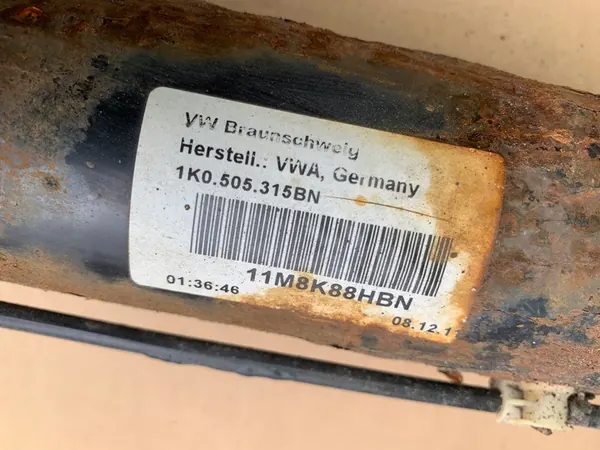 VW Braunschweig
Herstell.: VWA, Germany
1K0.505.315BN
11M8K88HBN
01:36:46
08.12.1